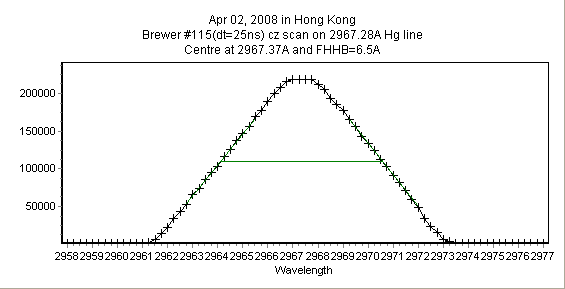 Apr 02, 2008 in Hong Kong
Brewer #115(dt=25ns) cz scan on 2967.28A Hg line
Centre at 2967.37A and FHHB=6.5A
200000
150000
100000
50000
2958 2959 2960 2961 2962 2963 2964 2965 2966 2967 2968 2969 2970 2971 2972 2973 2974 2975 2976 2977
Wavelength